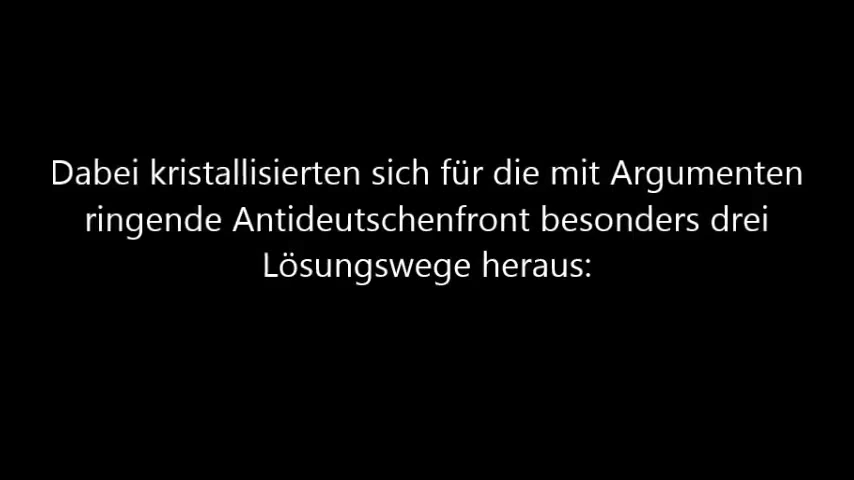 Dabei kristallisierten sich für die mit Argumenten
ringende Antideutschenfront besonders drei
Lösungswege heraus: